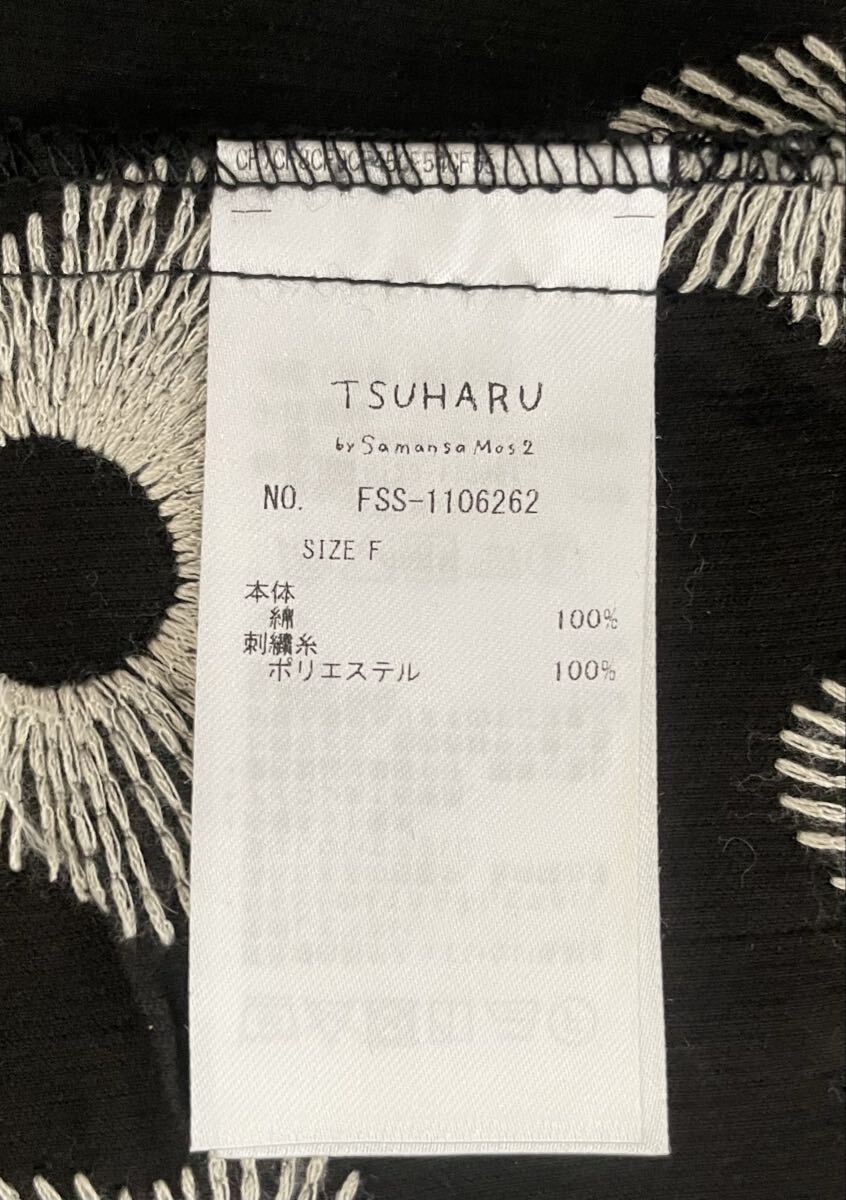 TSUHARU
by Samansa Mos2
NO. FSS-1106262
SIZE F
本体
綿 100%
刺繍糸
ポリエステル 100%